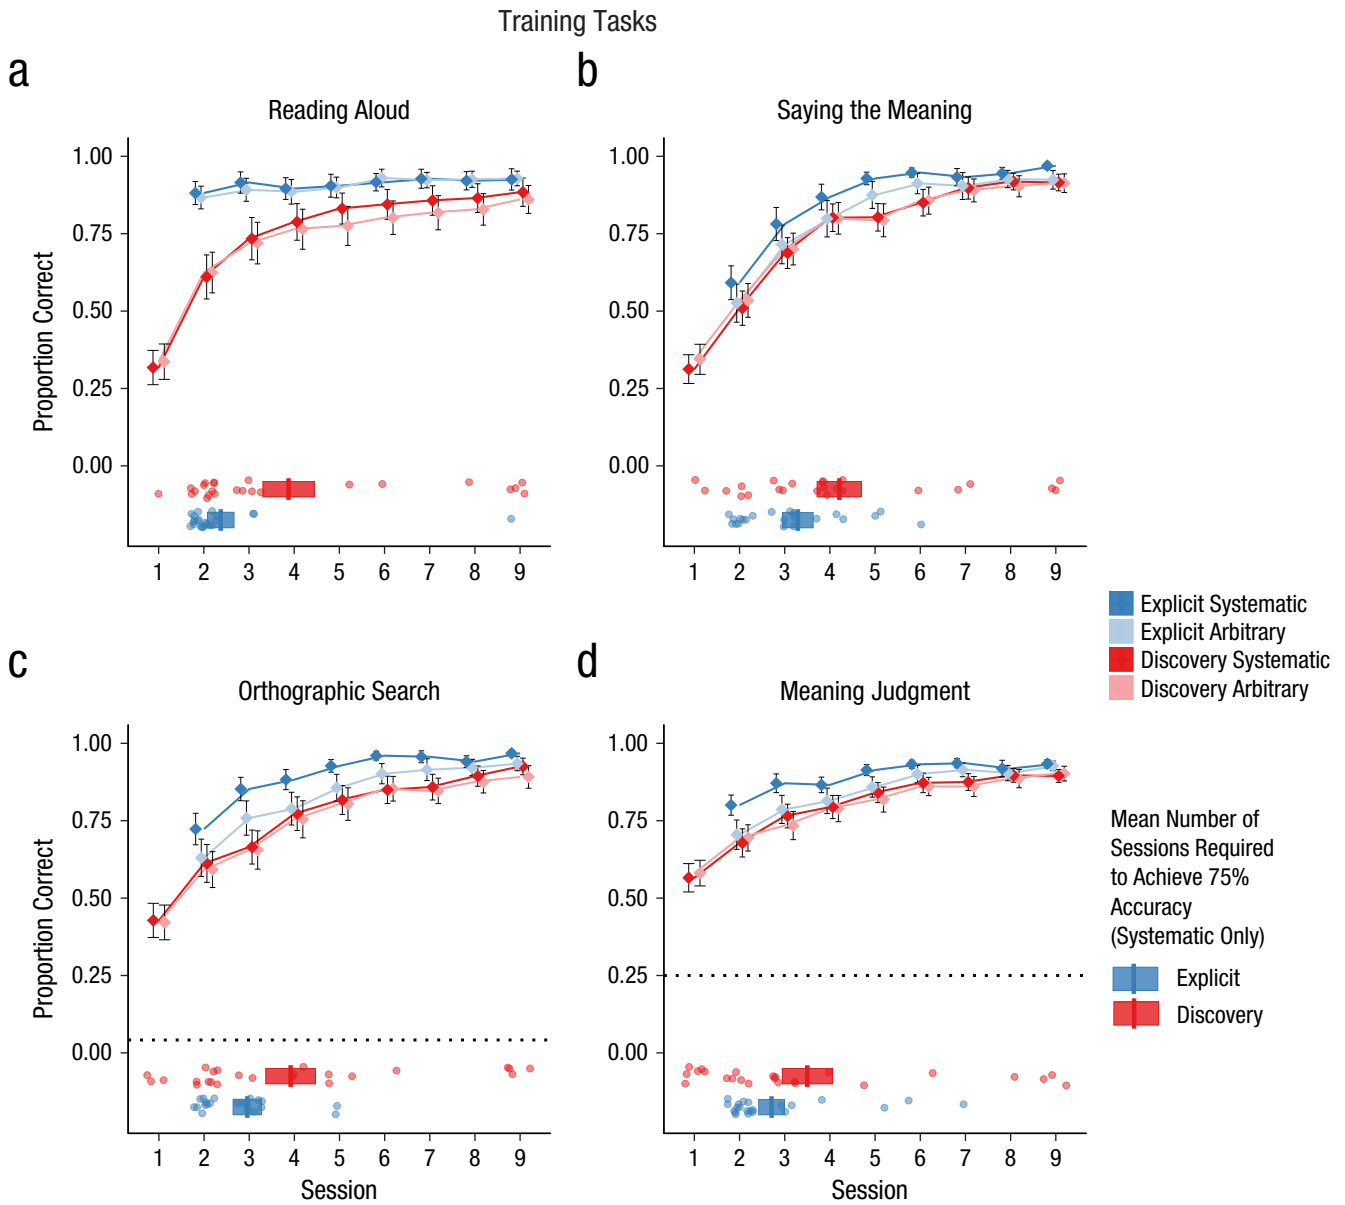 Training Tasks
a
Reading Aloud
1.00
0.75
0.50
0.25
0.00
Proportion Correct
1 2 3 4 5 6 7 8 9
b
Saying the Meaning
1.00
0.75
0.50
0.25
0.00
1 2 3 4 5 6 7 8 9
Explicit Systematic
Explicit Arbitrary
Discovery Systematic
Discovery Arbitrary
c
Orthographic Search
1.00
0.75
0.50
0.25
0.00
Proportion Correct
1 2 3 4 5 6 7 8 9
Session
d
Meaning Judgment
1.00
0.75
0.50
0.25
0.00
1 2 3 4 5 6 7 8 9
Session
Mean Number of
Sessions Required
to Achieve 75%
Accuracy
(Systematic Only)
Explicit
Discovery